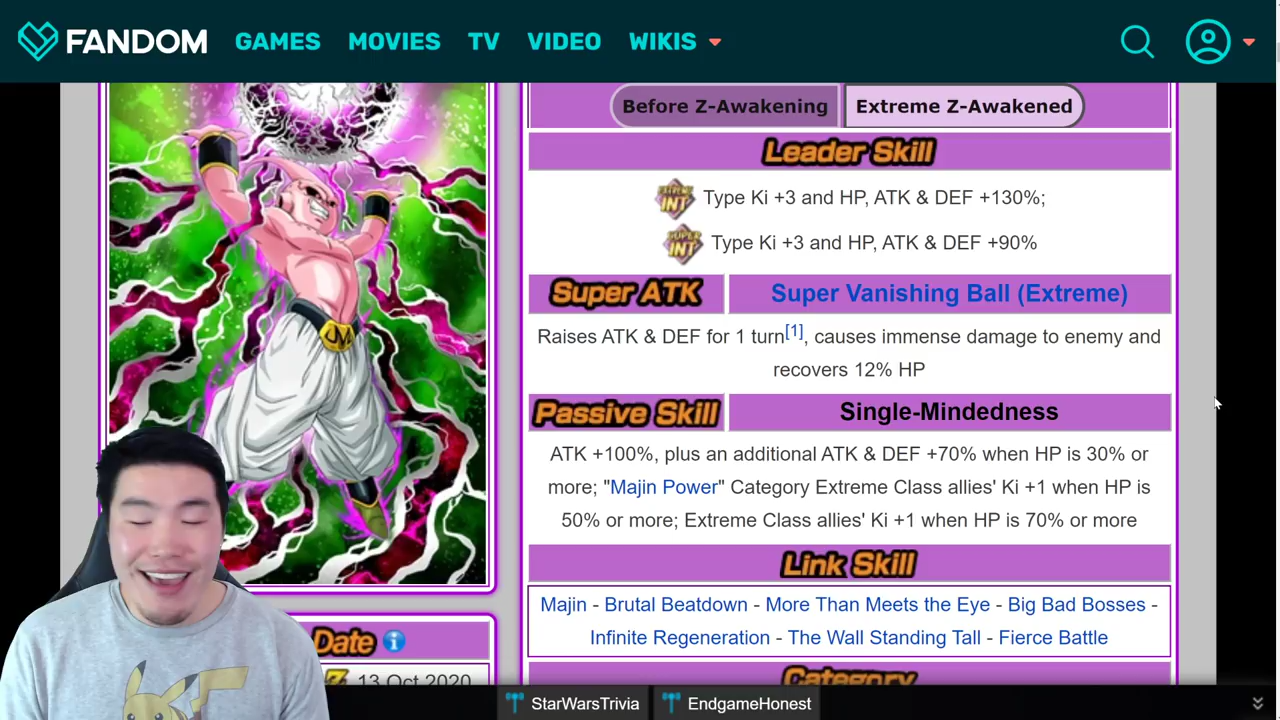 FANDOM GAMES MOVIES TV VIDEO WIKIS
Before Z-Awakening Extreme Z-Awakened
Leader Skill
EXTREME INT Type Ki +3 and HP, ATK & DEF +130%;
SUPER INT Type Ki +3 and HP, ATK & DEF +90%
Super ATK Super Vanishing Ball (Extreme)
Raises ATK & DEF for 1 turn[1], causes immense damage to enemy and
recovers 12% HP
Passive Skill Single-Mindedness
ATK +100%, plus an additional ATK & DEF +70% when HP is 30% or
more; "Majin Power" Category Extreme Class allies' Ki +1 when HP is
50% or more; Extreme Class allies' Ki +1 when HP is 70% or more
Link Skill
Majin - Brutal Beatdown - More Than Meets the Eye - Big Bad Bosses -
Infinite Regeneration - The Wall Standing Tall - Fierce Battle
Category
Date
13 Oct 2020
StarWarsTrivia EndgameHonest